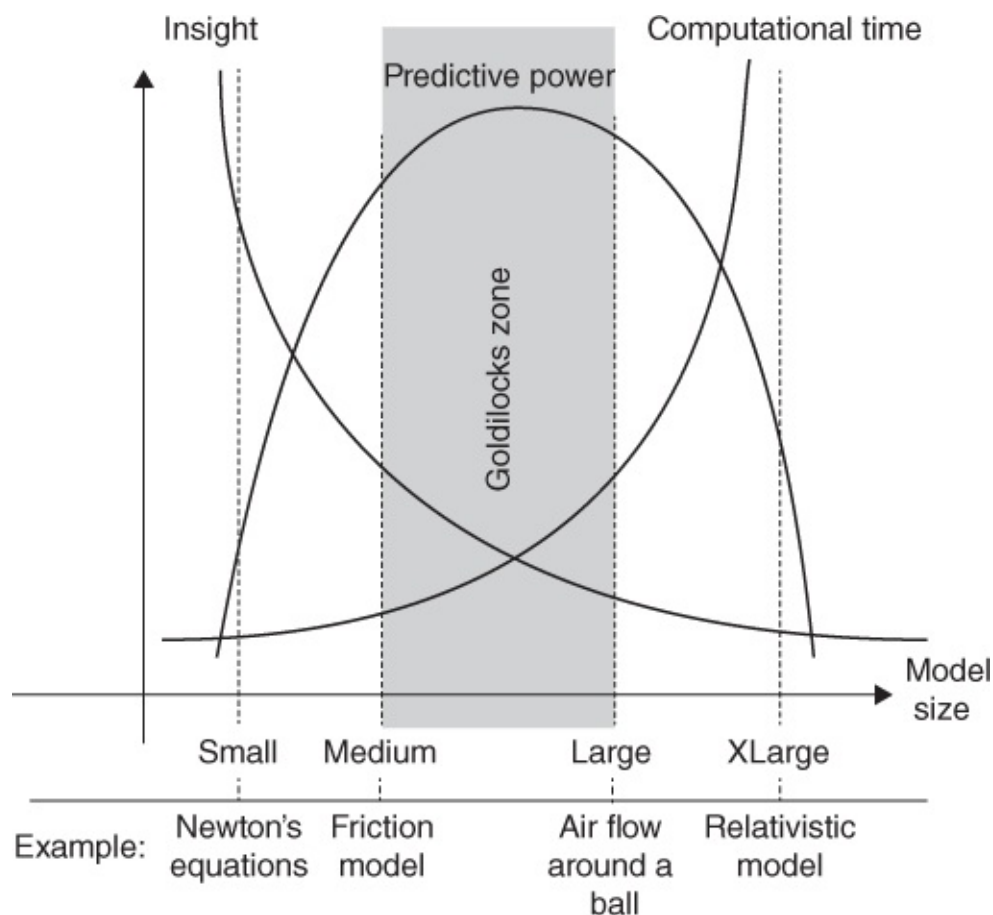 Insight
Computational time
Predictive power
Goldilocks zone
Model
size
Small
Medium
Large
XLarge
Example:
Newton's
equations
Friction
model
Air flow
around a
ball
Relativistic
model